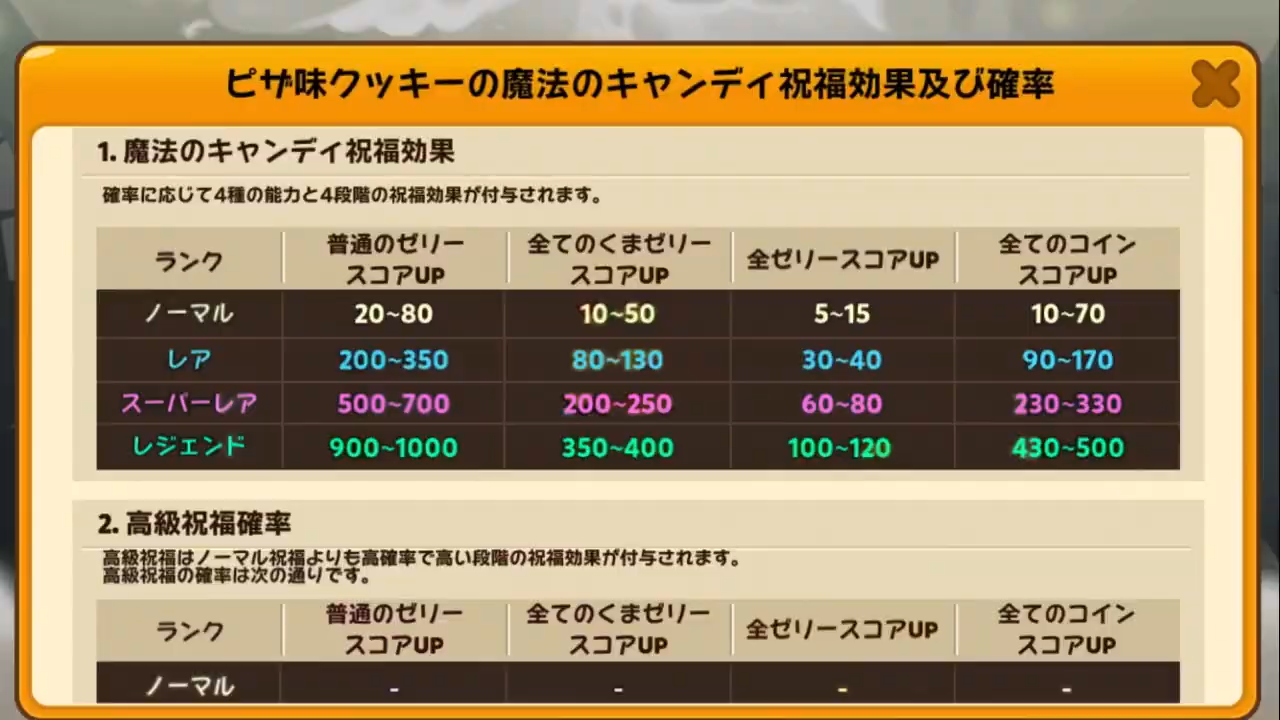 ピザ味クッキーの魔法のキャンディ祝福効果及び確率
1. 魔法のキャンディ祝福効果
確率に応じて4種の能力と4段階の祝福効果が付与されます。
ランク 普通のゼリー 全てのくまゼリー 全ゼリースコアUP 全てのコイン
スコアUP スコアUP スコアUP
ノーマル 20~80 10~50 5~15 10~70
レア 200~350 80~130 30~40 90~170
スーパーレア 500~700 200~250 60~80 230~330
レジェンド 900~1000 350~400 100~120 430~500
2. 高級祝福確率
高級祝福はノーマル祝福よりも高確率で高い段階の祝福効果が付与されます。
高級祝福の確率は次の通りです。
ランク 普通のゼリー 全てのくまゼリー 全ゼリースコアUP 全てのコイン
スコアUP スコアUP スコアUP
ノーマル - - - -